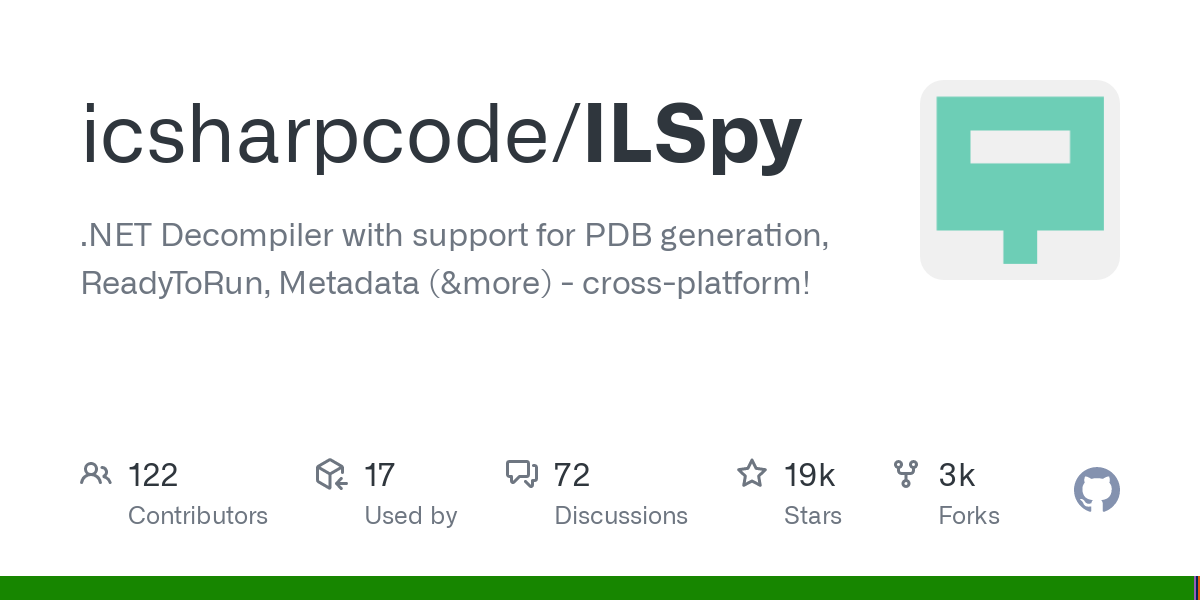 icsharpcode/ILSpy
.NET Decompiler with support for PDB generation,
ReadyToRun, Metadata (&more) - cross-platform!
122 17 72 19k 3k
Contributors Used by Discussions Stars Forks